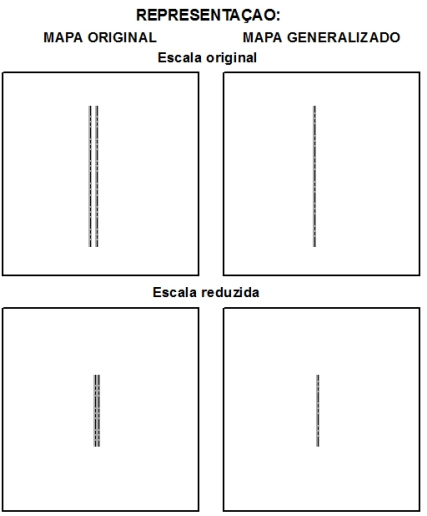 REPRESENTAÇAO:
MAPA ORIGINAL MAPA GENERALIZADO
Escala original
Escala reduzida